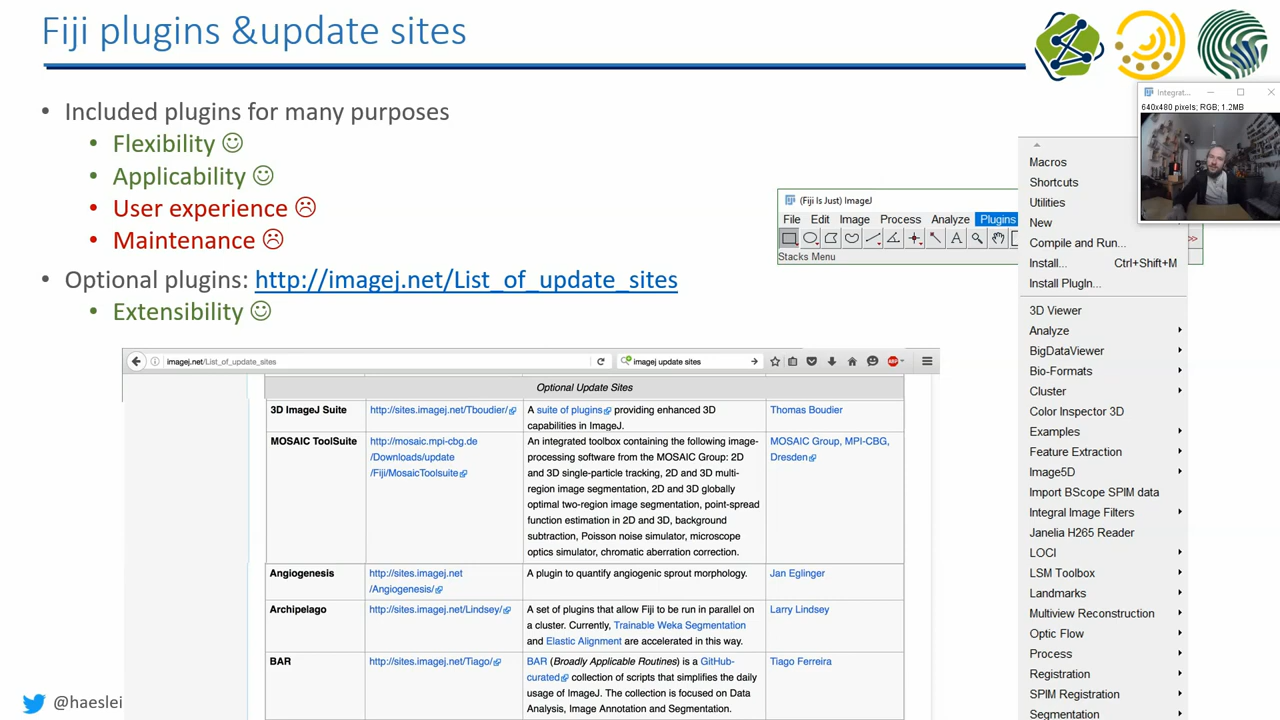 Fiji plugins &update sites
• Included plugins for many purposes
• Flexibility ☺
• Applicability ☺
• User experience ☹
• Maintenance ☹
• Optional plugins: http://imagej.net/List_of_update_sites
• Extensibility ☺
imagej.net/List_of_update_sites
imagej update sites
ABP
Optional Update Sites
3D ImageJ Suite
http://sites.imagej.net/Tboudier/
A suite of plugins providing enhanced 3D
capabilities in ImageJ.
Thomas Boudier
MOSAIC ToolSuite
http://mosaic.mpi-cbg.de
/Downloads/update
/Fiji/MosaicToolsuite
An integrated toolbox containing the following image-
processing software from the MOSAIC Group: 2D
and 3D single-particle tracking, 2D and 3D multi-
region image segmentation, 2D and 3D globally
optimal two-region image segmentation, point-spread
function estimation in 2D and 3D, background
subtraction, Poisson noise simulator, microscope
optics simulator, chromatic aberration correction.
MOSAIC Group, MPI-CBG,
Dresden
Angiogenesis
http://sites.imagej.net
/Angiogenesis/
A plugin to quantify angiogenic sprout morphology.
Jan Eglinger
Archipelago
http://sites.imagej.net/Lindsey/
A set of plugins that allow Fiji to be run in parallel on
a cluster. Currently, Trainable Weka Segmentation
and Elastic Alignment are accelerated in this way.
Larry Lindsey
BAR
http://sites.imagej.net/Tiago/
BAR (Broadly Applicable Routines) is a GitHub-
curated collection of scripts that simplifies the daily
usage of ImageJ. The collection is focused on Data
Analysis, Image Annotation and Segmentation.
Tiago Ferreira
@haeslei
(Fiji Is Just) ImageJ
File Edit Image Process Analyze Plugins
Stacks Menu
>>
integrat...
640x480 pixels; RGB; 1.2MB
Macros
Shortcuts
Utilities
New
Compile and Run...
Install... Ctrl+Shift+M
Install PlugIn...
3D Viewer
Analyze
BigDataViewer
Bio-Formats
Cluster
Color Inspector 3D
Examples
Feature Extraction
Image5D
Import BScope SPIM data
Integral Image Filters
Janelia H265 Reader
LOCI
LSM Toolbox
Landmarks
Multiview Reconstruction
Optic Flow
Process
Registration
SPIM Registration
Segmentation